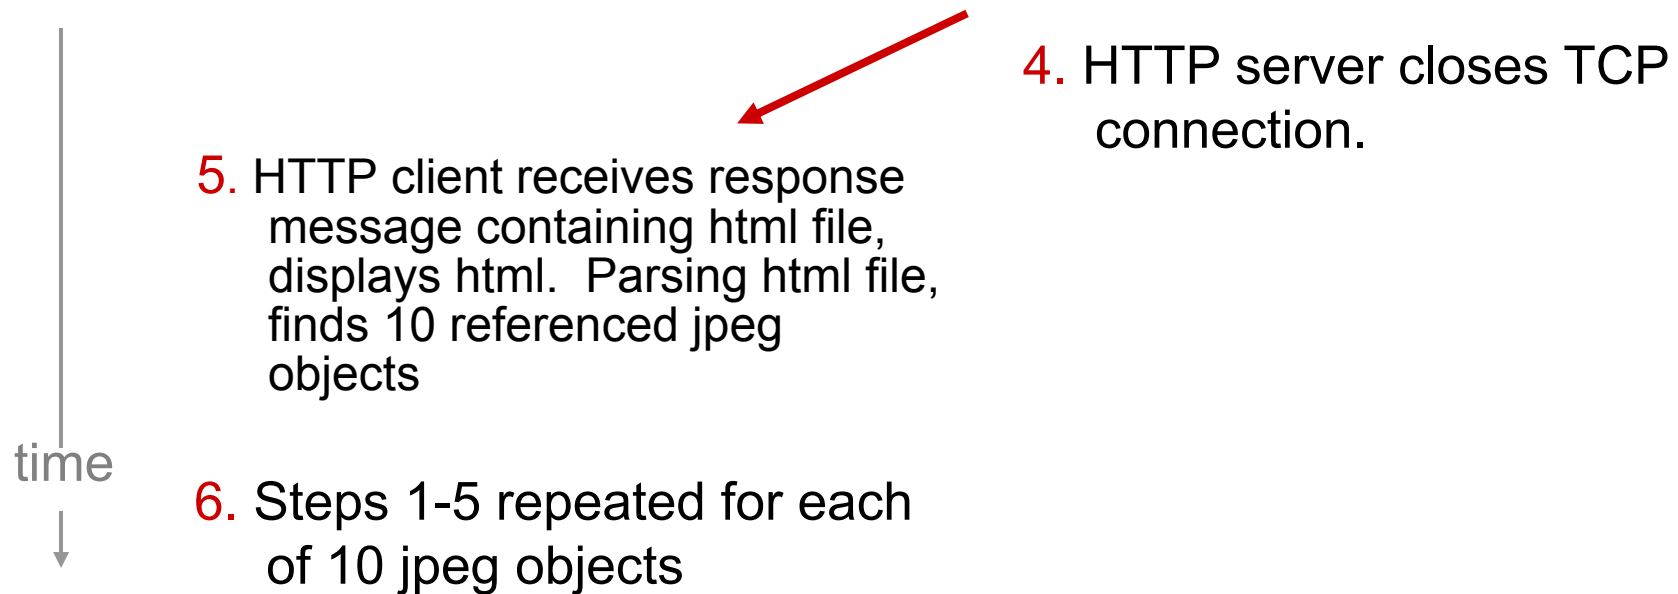 4. HTTP server closes TCP
connection.
5. HTTP client receives response
message containing html file,
displays html.  Parsing html file,
finds 10 referenced jpeg
objects
time
6. Steps 1-5 repeated for each
of 10 jpeg objects